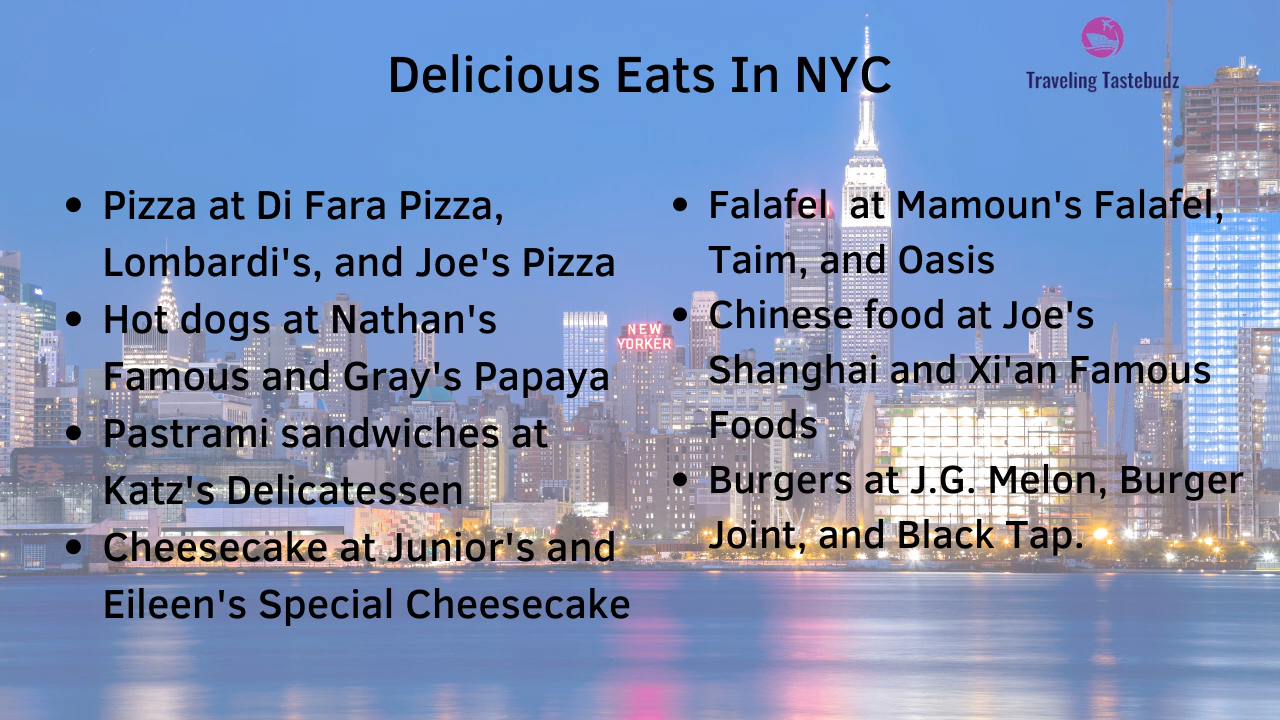 Delicious Eats In NYC
Traveling Tastebudz
• Pizza at Di Fara Pizza,
Lombardi's, and Joe's Pizza
• Hot dogs at Nathan's
Famous and Gray's Papaya
• Pastrami sandwiches at
Katz's Delicatessen
• Cheesecake at Junior's and
Eileen's Special Cheesecake
• Falafel  at Mamoun's Falafel,
Taim, and Oasis
• Chinese food at Joe's
Shanghai and Xi'an Famous
Foods
• Burgers at J.G. Melon, Burger
Joint, and Black Tap.
NEW
YORKER